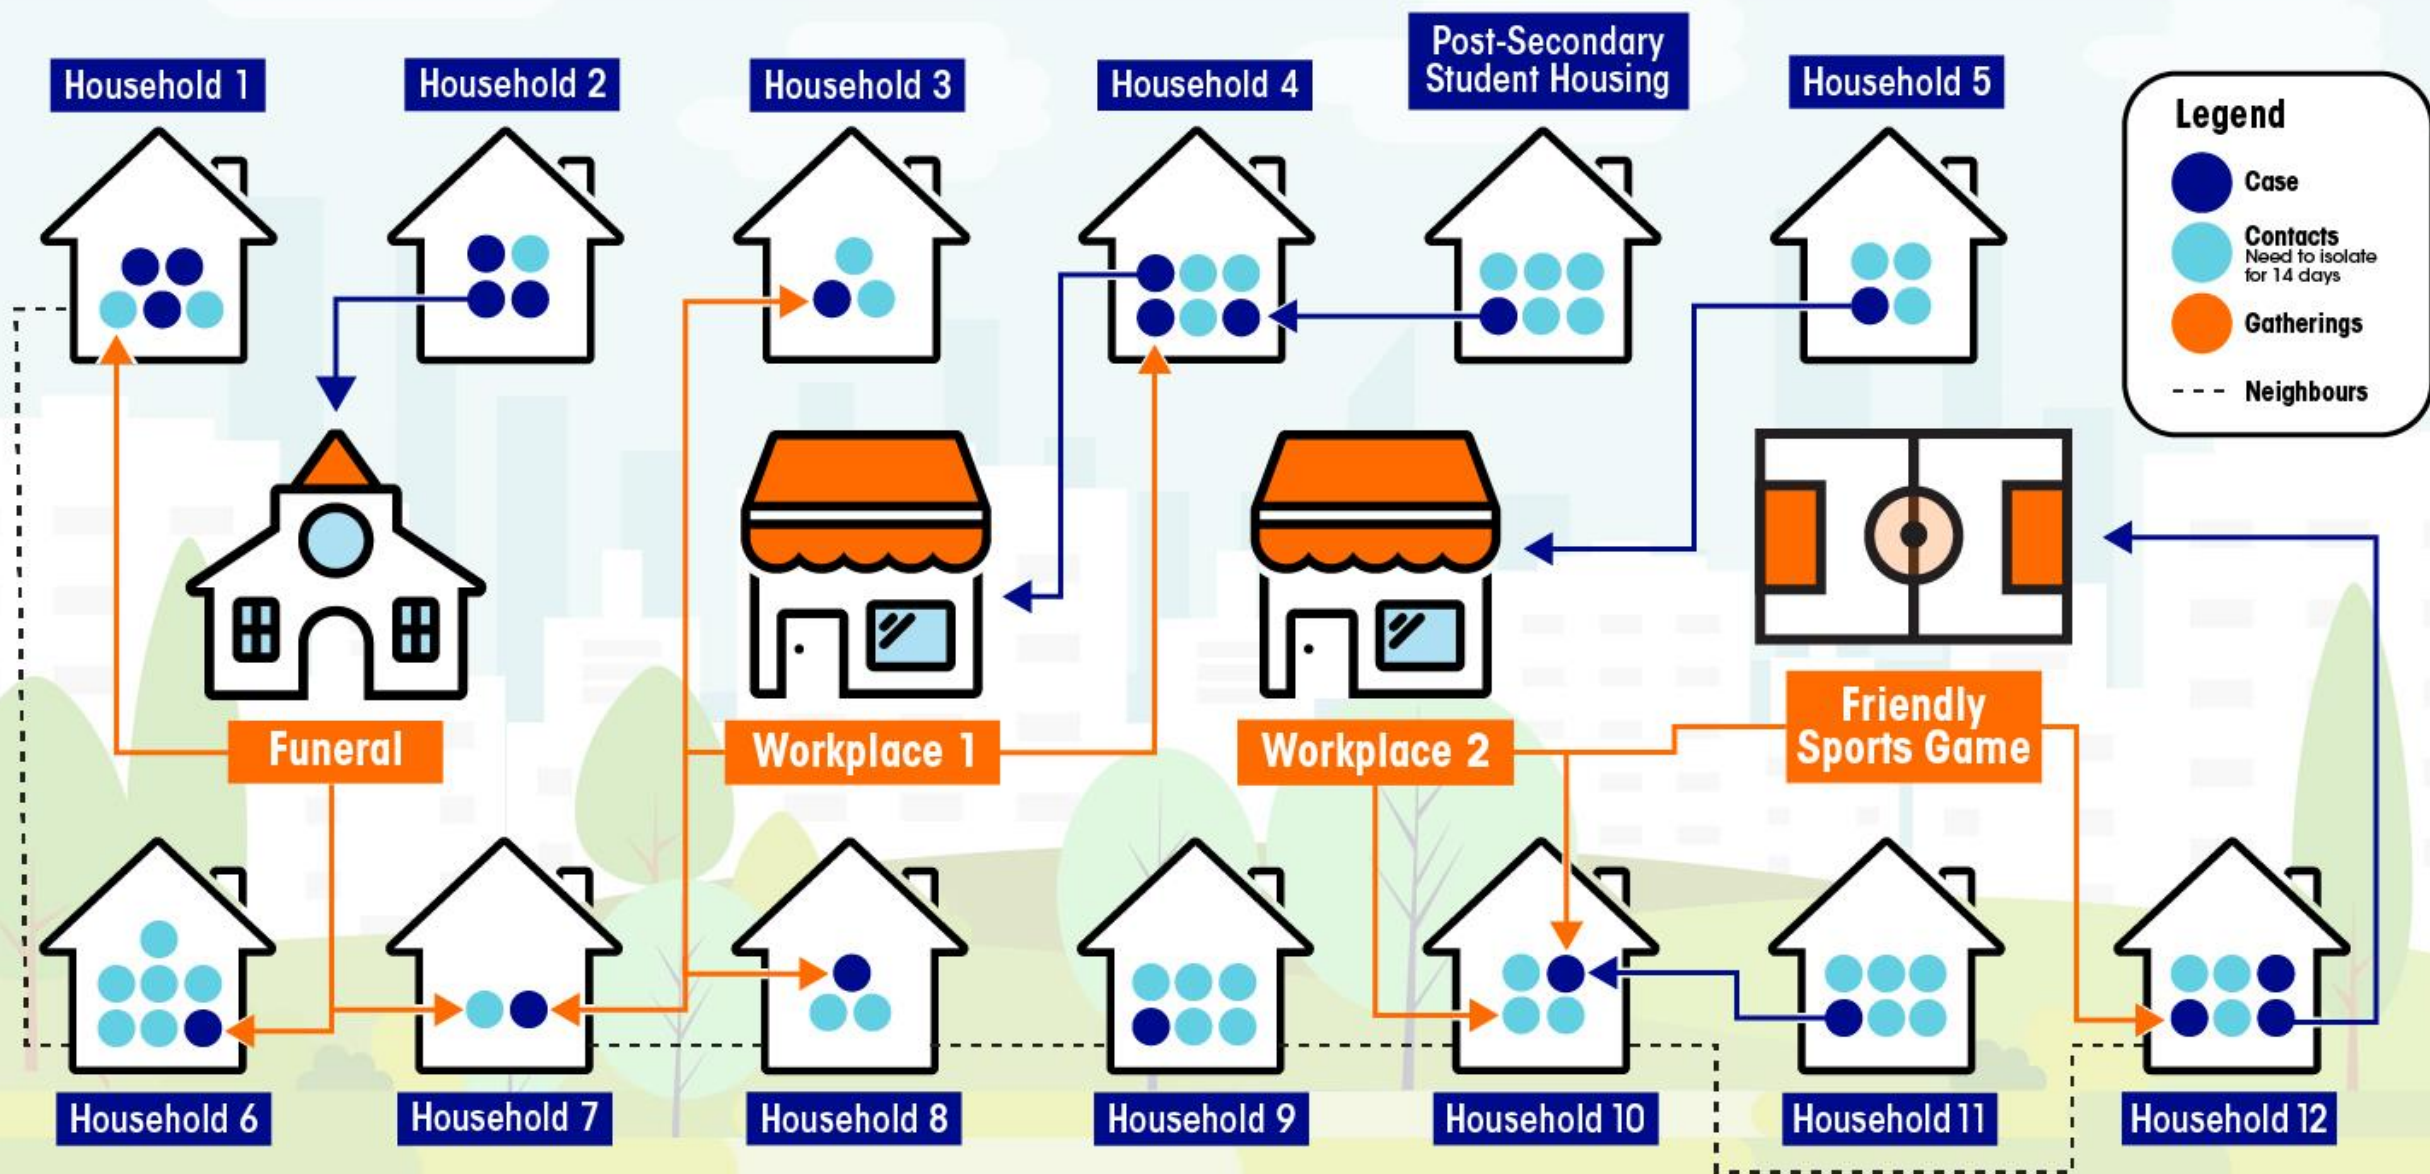 Household 1
Household 2
Household 3
Household 4
Post-Secondary
Student Housing
Household 5
Legend
Case
Contacts
Need to isolate
for 14 days
Gatherings
Neighbours
Funeral
Workplace 1
Workplace 2
Friendly
Sports Game
Household 6
Household 7
Household 8
Household 9
Household 10
Household 11
Household 12